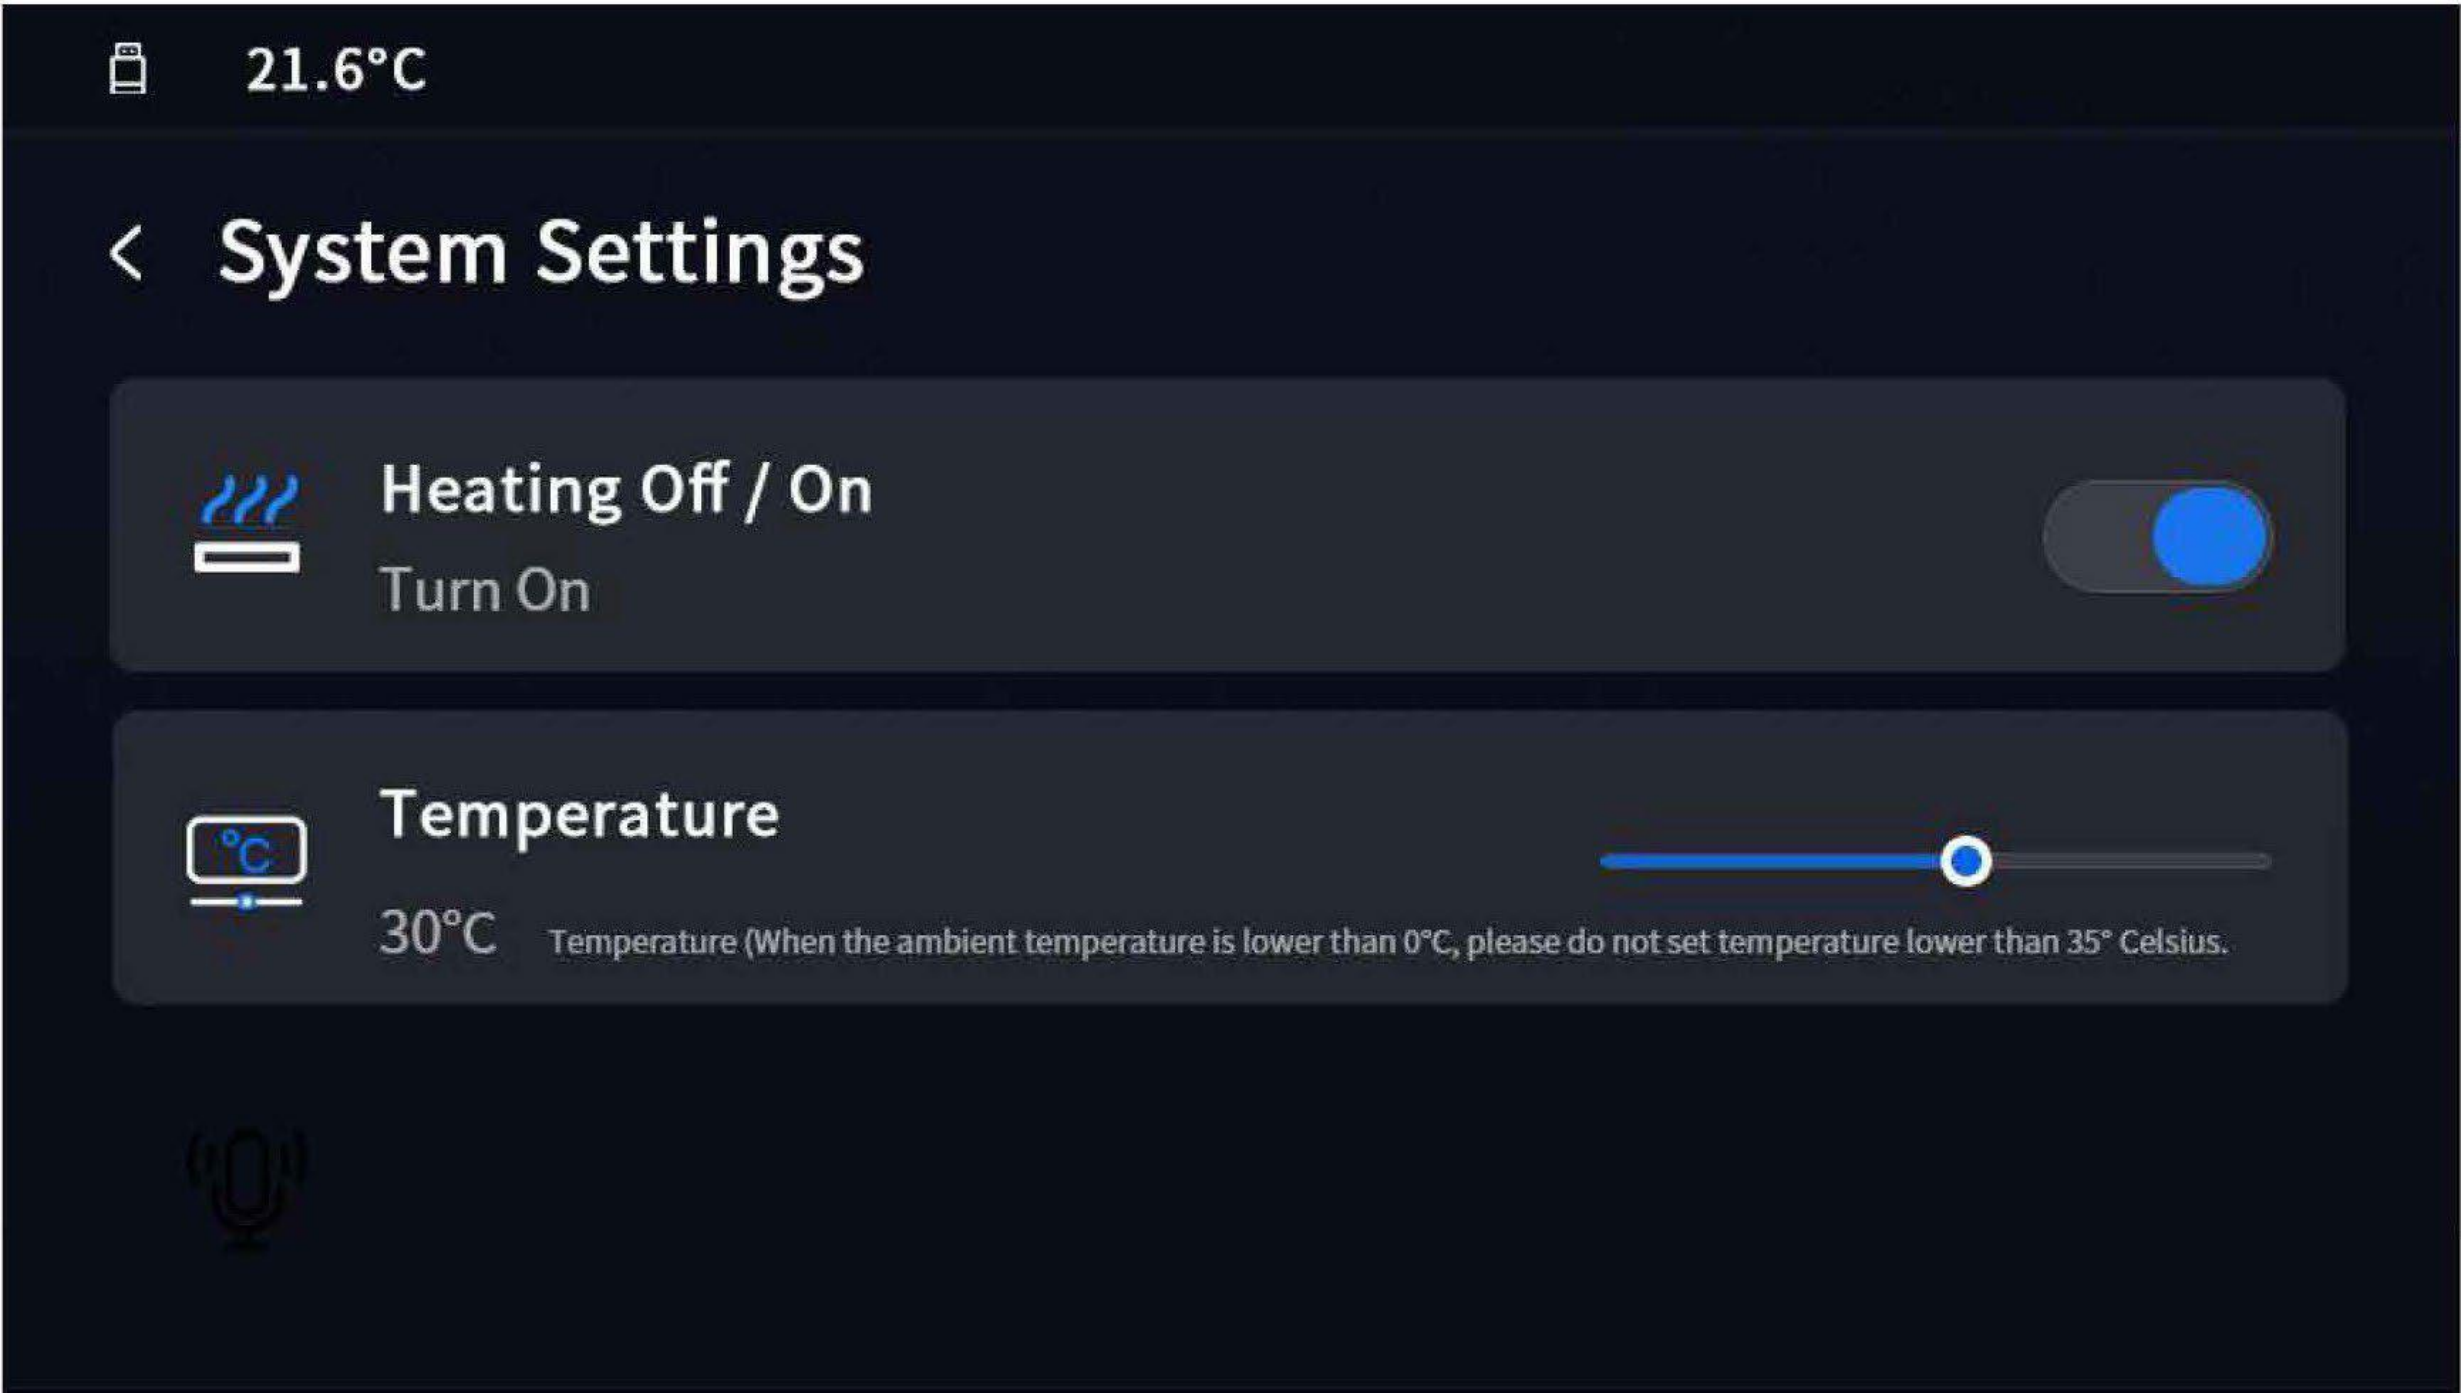 21.6°C
System Settings
Heating Off / On
Turn On
Temperature
°C
30°C Temperature (When the ambient temperature is lower than 0°C, please do not set temperature lower than 35° Celsius.